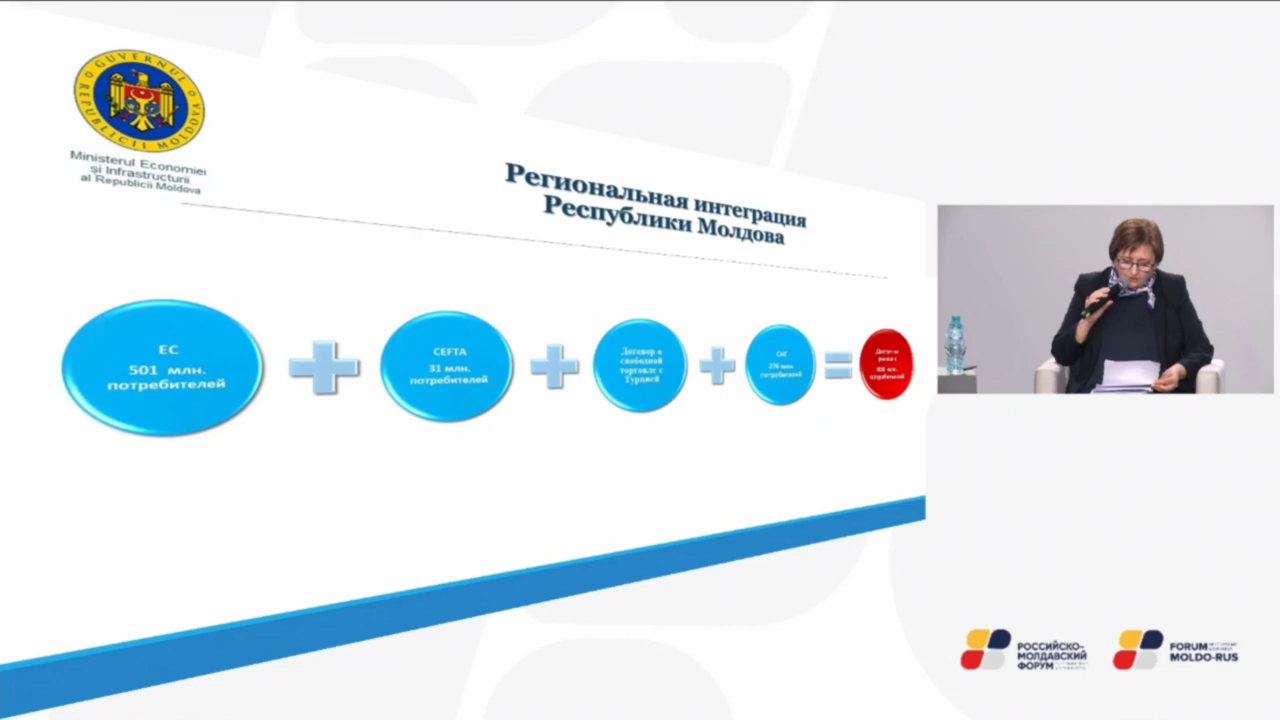 GUVERNUL
REPUBLICII MOLDOVA
Ministerul Economiei
și Infrastructurii
al Republicii Moldova
Региональная интеграция
Республики Молдова
ЕС
501 млн.
потребителей
CEFTA
31 млн.
потребителей
Договор о
свободной
торговле с
Турцией
СНГ
потребителей
РОССИЙСКО-
МОЛДАВСКИЙ
ФОРУМ
FORUM
MOLDO-RUS